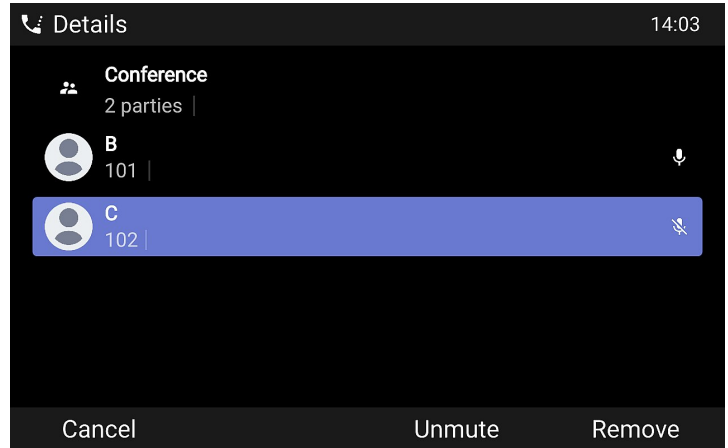 Details 14:03
Conference
2 parties |
B
101 |
C
102 |
Cancel Unmute Remove